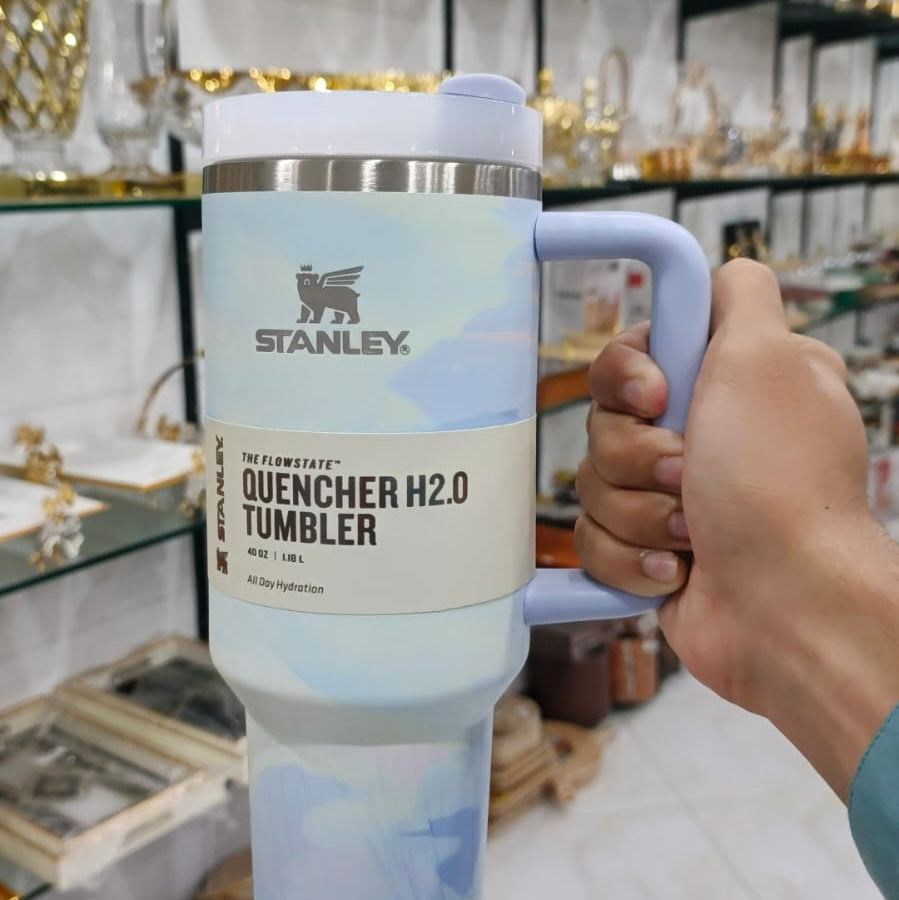 STANLEY®
STANLEY
THE FLOWSTATE™
QUENCHER H2.0
TUMBLER
40 OZ | 1.18 L
All Day Hydration